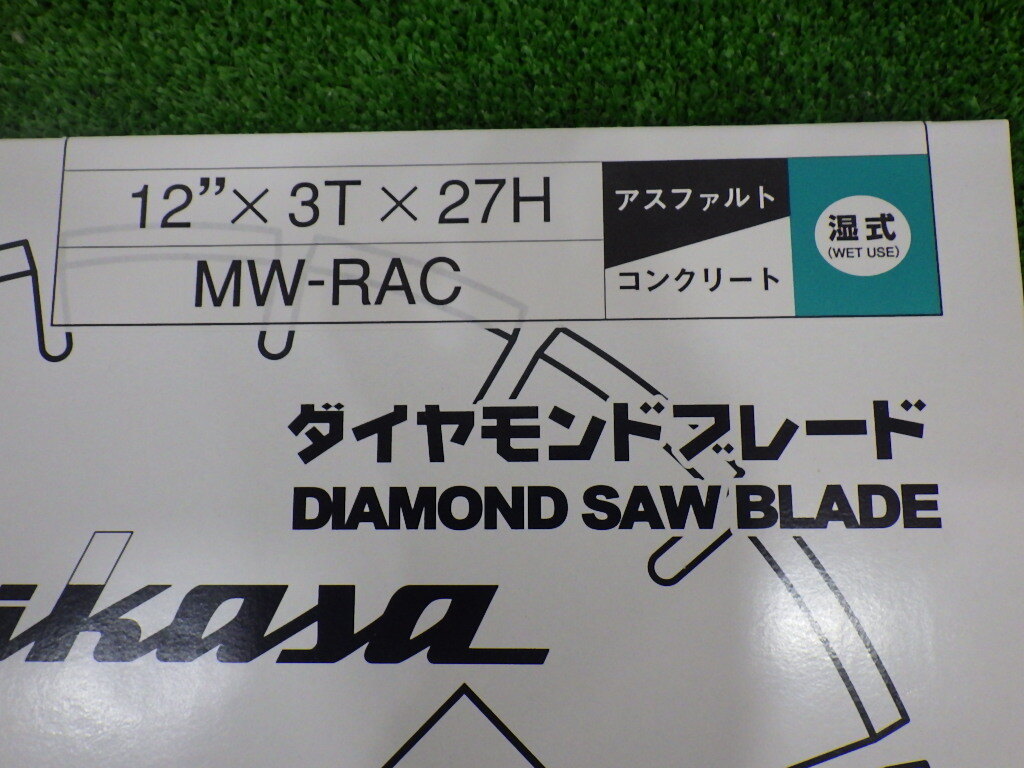 12”× 3T × 27H
MW-RAC
アスファルト
コンクリート
湿式
(WET USE)
ダイヤモンドブレード
DIAMOND SAW BLADE
ikasa